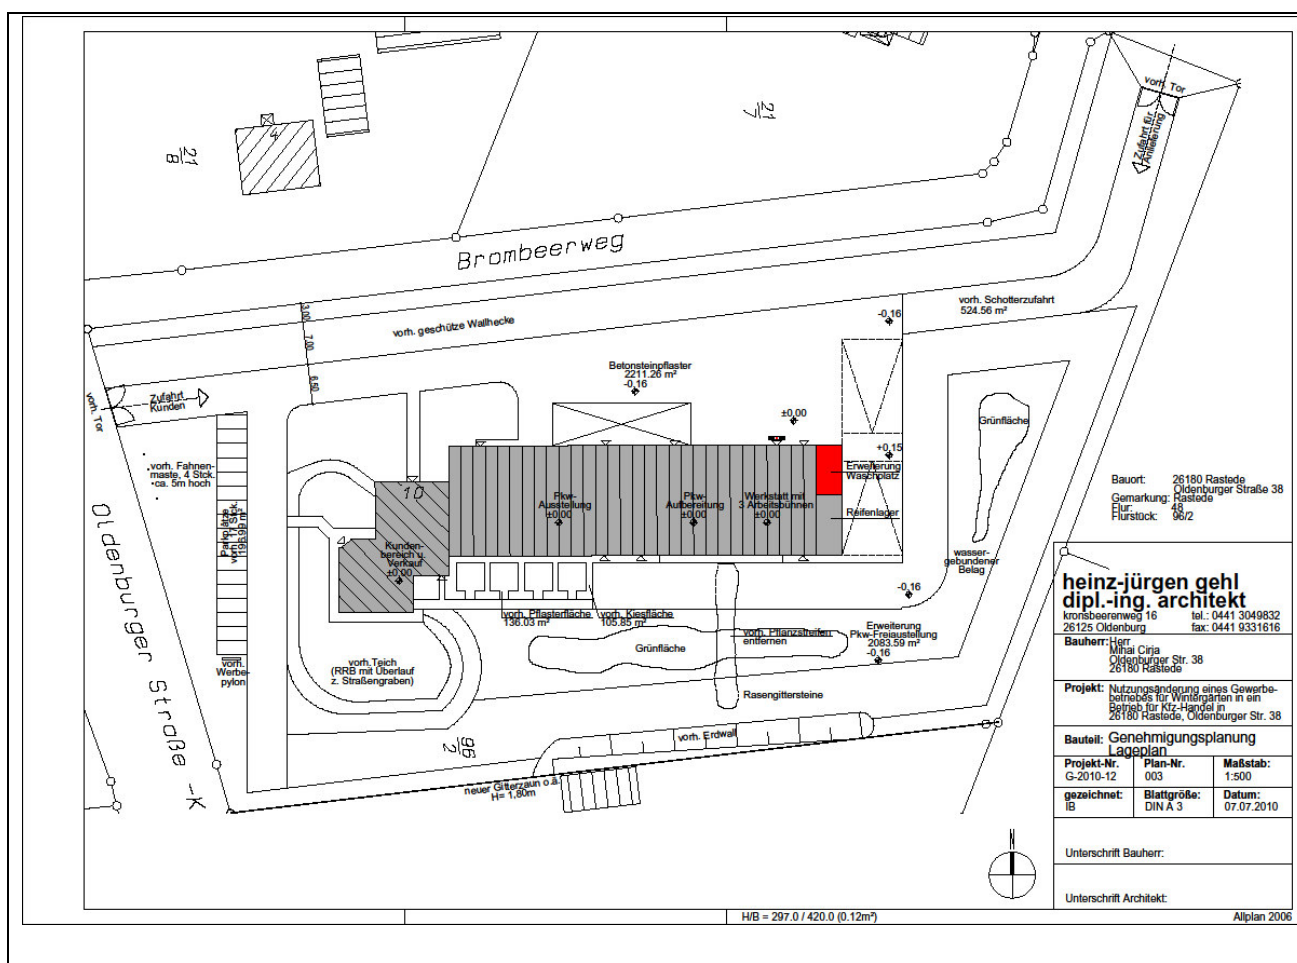 21
8
4
21
7
vorh. Tor
Zufahrt für
Anlieferung
Brombeerweg
vorh. Schotterzufahrt
524.56 m²
-0.16
3,00
7,00
6,50
vorh. geschütze Wallhecke
Betonsteinpflaster
2211.26 m²
-0.16
vorh. Tor
Zufahrt
Kunden
±0.00
Grünfläche
+0.15
Erweiterung
Waschplatz
vorh. Fahnen-
maste, 4 Stck.
ca. 5m hoch
Parkplätze
vorh. 17 Stck.
196.99 m²
10
Pkw-
Ausstellung
±0.00
Pkw-
Aufbereitung
±0.00
Werkstatt mit
3 Arbeitsbühnen
±0.00
Reifenlager
Kunden-
bereich u.
Verkauf
±0.00
wasser-
gebundener
Belag
-0.16
vorh. Pflasterfläche
136.03 m²
vorh. Kiesfläche
105.85 m²
vorh. Pflanzstreifen
entfernen
Erweiterung
Pkw-Freiaustellung
2083.59 m²
-0.16
Grünfläche
vorh.
Werbe-
pylon
vorh.Teich
(RRB mit Überlauf
z. Straßengraben)
Rasengittersteine
Oldenburger Straße -K
96
2
vorh. Erdwall
neuer Gitterzaun o.ä.
H= 1,80m
N
Bauort: 26180 Rastede
Oldenburger Straße 38
Gemarkung: Rastede
Flur: 48
Flurstück: 96/2
heinz-jürgen gehl
dipl.-ing. architekt
kronsbeerenweg 16 tel.: 0441 3049832
26125 Oldenburg fax: 0441 9331616
Bauherr: Herr
Mihai Cirja
Oldenburger Str. 38
26180 Rastede
Projekt: Nutzungsänderung eines Gewerbe-
betriebes für Wintergärten in ein
Betrieb für Kfz-Handel in
26180 Rastede, Oldenburger Str. 38
Bauteil: Genehmigungsplanung
Lageplan
Projekt-Nr. Plan-Nr. Maßstab:
G-2010-12 003 1:500
gezeichnet: Blattgröße: Datum:
IB DIN A 3 07.07.2010
Unterschrift Bauherr:
Unterschrift Architekt:
H/B = 297.0 / 420.0 (0.12m²)
Allplan 2006